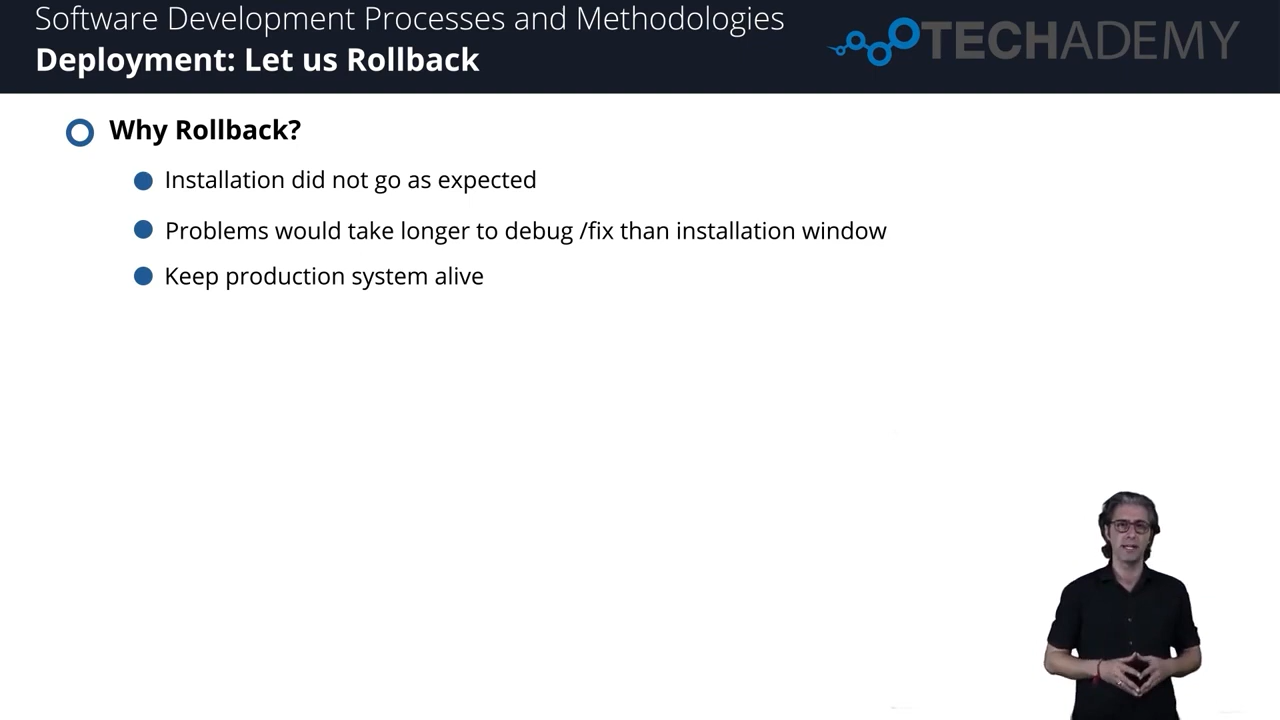 Software Development Processes and Methodologies
Deployment: Let us Rollback
TECHADEMY
Why Rollback?
Installation did not go as expected
Problems would take longer to debug /fix than installation window
Keep production system alive